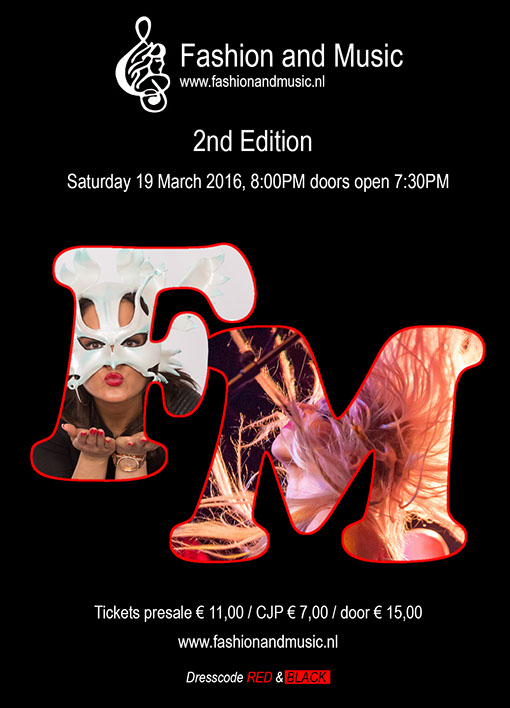 Fashion and Music
www.fashionandmusic.nl
2nd Edition
Saturday 19 March 2016, 8:00PM doors open 7:30PM
FM
Tickets presale € 11,00 / CJP € 7,00 / door € 15,00
www.fashionandmusic.nl
Dresscode RED & BLACK